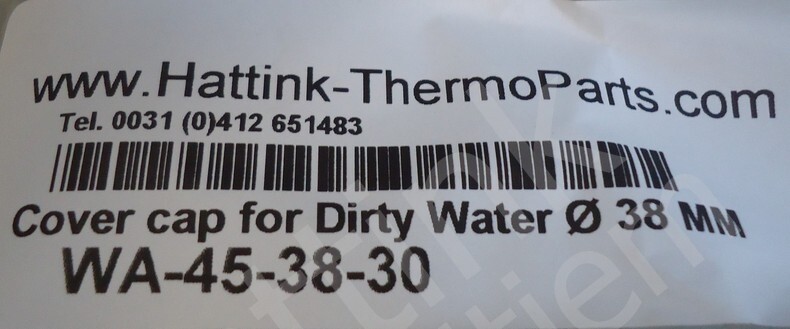 www.Hattink-ThermoParts.com
Tel. 0031 (0)412 651483
Cover cap for Dirty Water Ø 38 MM
WA-45-38-30